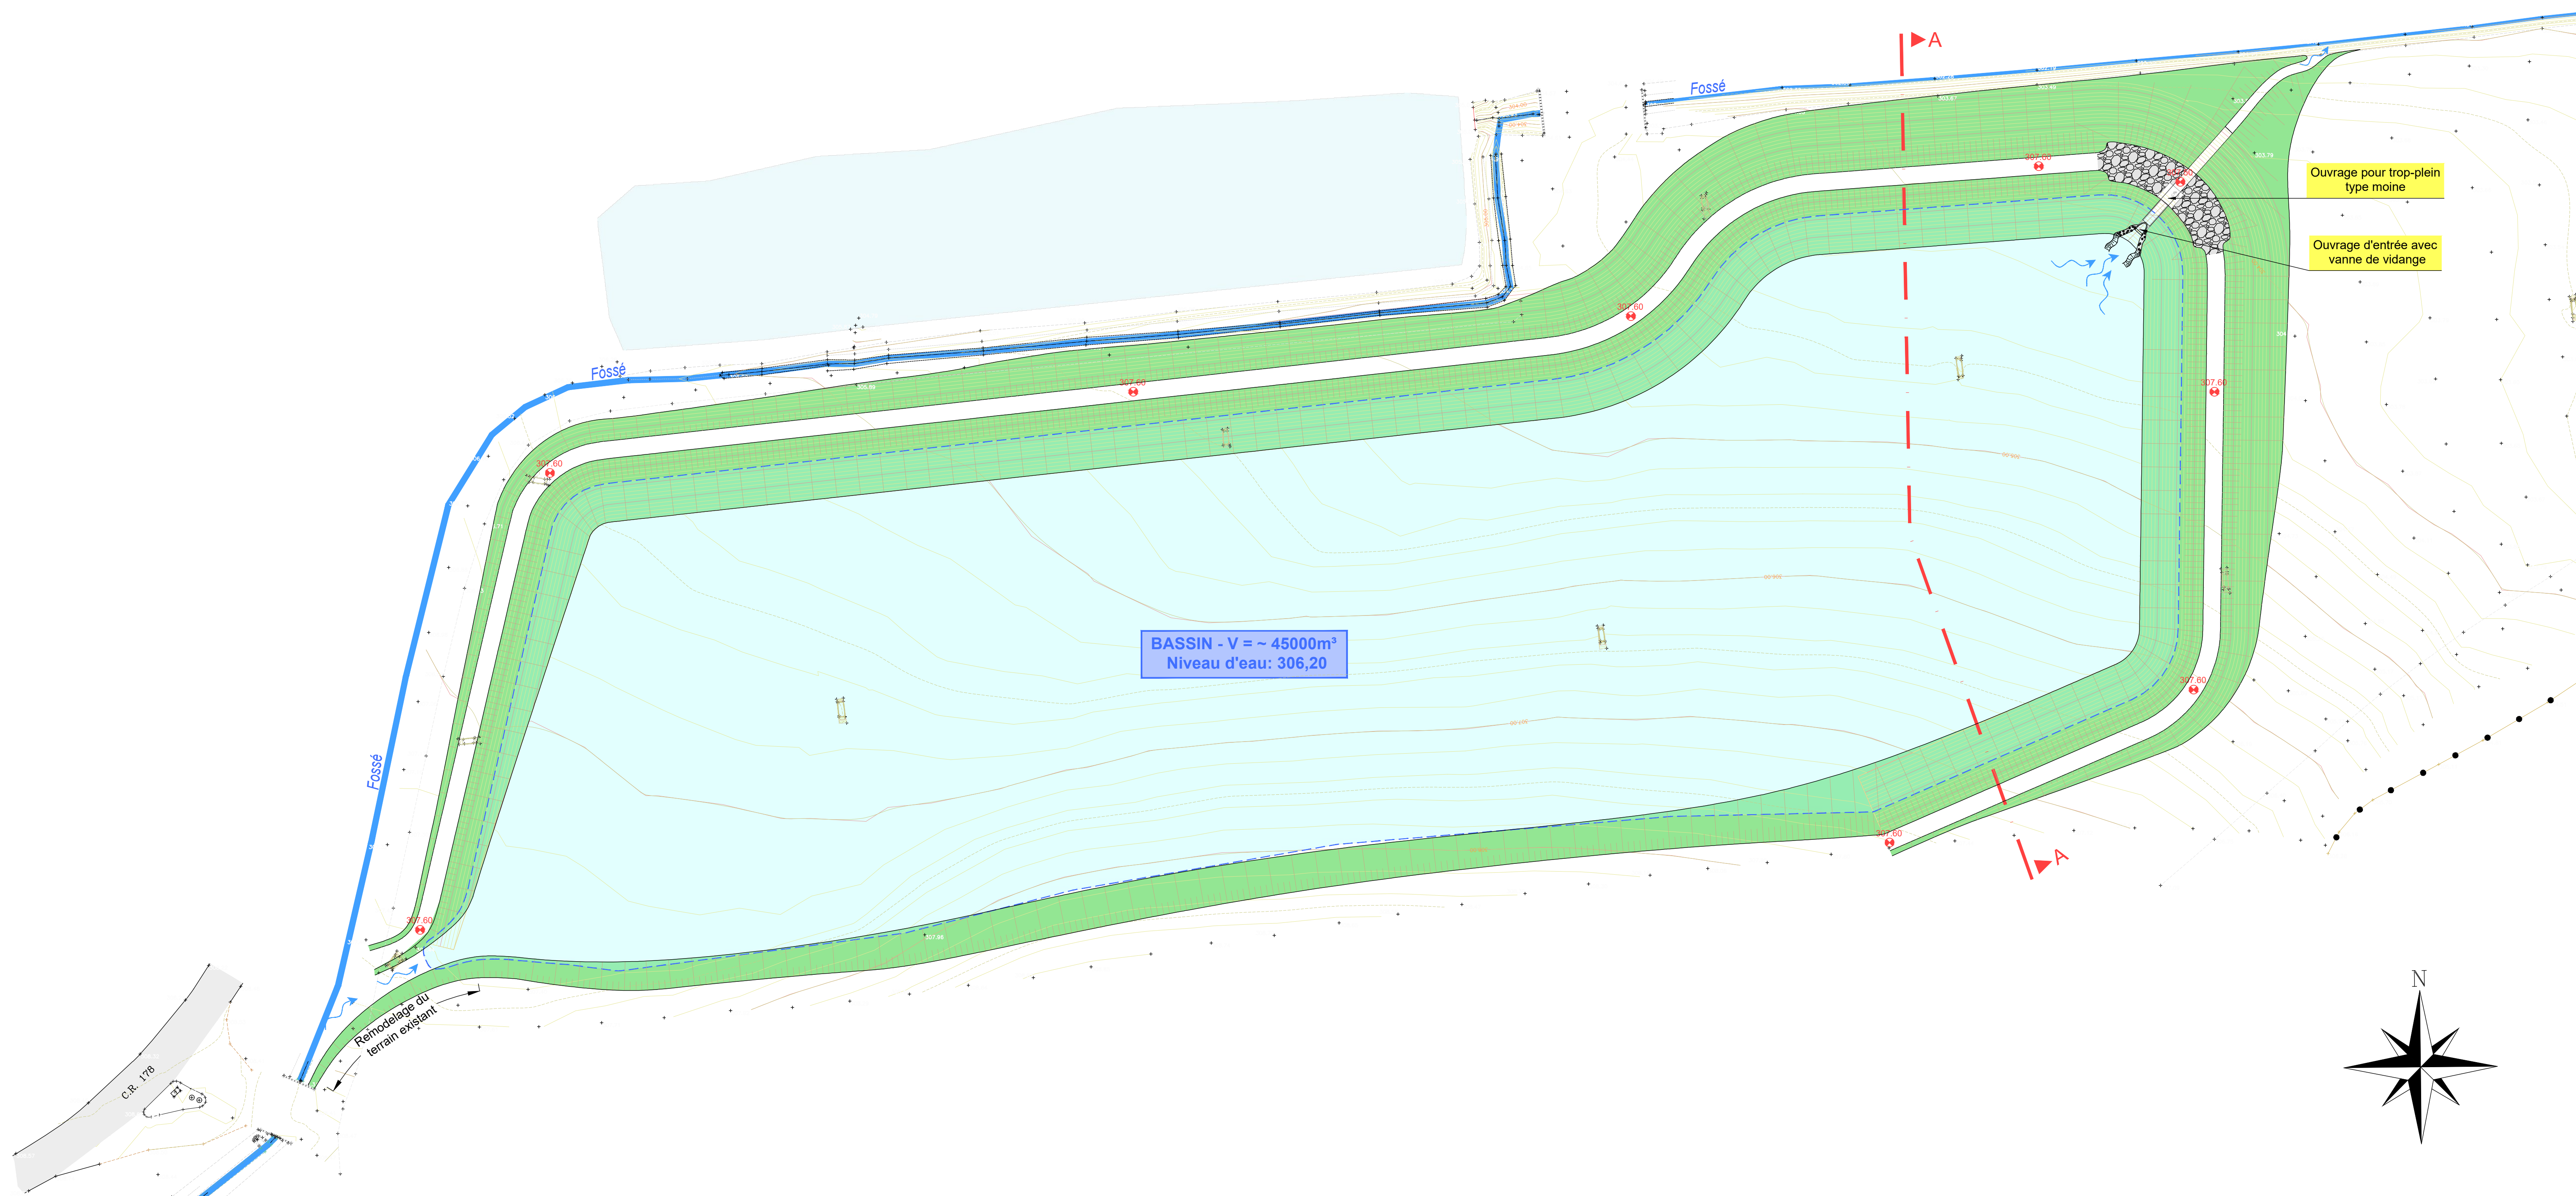 A
Fossé
Ouvrage pour trop-plein
type moine
Ouvrage d'entrée avec
vanne de vidange
307.60
307.60
307.60
307.60
307.60
Fossé
307.60
BASSIN - V = ~ 45000m³
Niveau d'eau: 306,20
Fossé
307.60
307.60
A
Remodelage du
terrain existant
C.R. 178
N